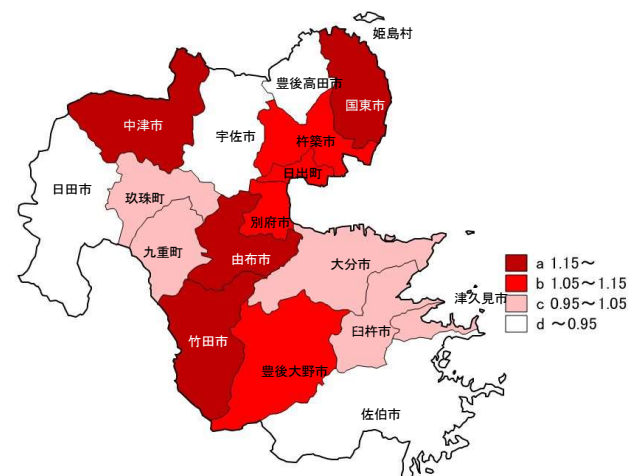 姫島村
豊後高田市
国東市
中津市
宇佐市
杵築市
日出町
日田市
玖珠町
別府市
九重町
由布市
大分市
津久見市
臼杵市
竹田市
豊後大野市
佐伯市
a 1.15～
b 1.05～1.15
c 0.95～1.05
d ～0.95